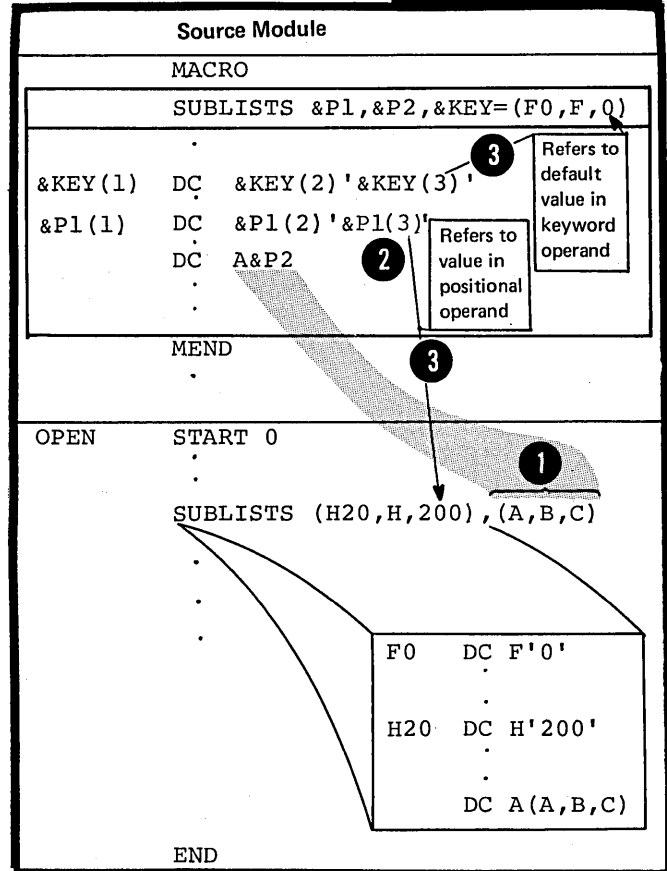 Source Module
MACRO
SUBLISTS &P1,&P2,&KEY=(F0,F,0)
.
3
Refers to
default
value in
keyword
operand
&KEY(1) DC &KEY(2)'&KEY(3)'
.
&P1(1) DC &P1(2)'&P1(3)'
.
DC A&P2
2
Refers to
value in
positional
operand
.
.
MEND
.
3
OPEN START 0
.
.
1
SUBLISTS (H20,H,200),(A,B,C)
.
.
.
F0 DC F'0'
.
.
H20 DC H'200'
.
.
DC A(A,B,C)
END